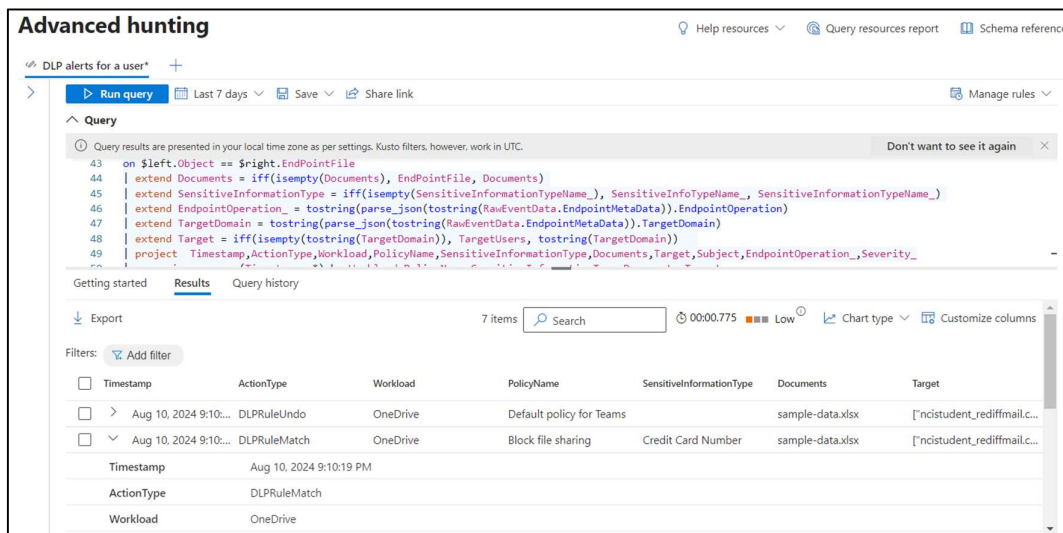 Advanced hunting
Help resources
Query resources report
Schema reference
DLP alerts for a user*
Run query
Last 7 days
Save
Share link
Manage rules
Query
Query results are presented in your local time zone as per settings. Kusto filters, however, work in UTC.
Don't want to see it again
43 on $left.Object == $right.EndPointFile
44 | extend Documents = iff(isempty(Documents), EndPointFile, Documents)
45 | extend SensitiveInformationType = iff(isempty(SensitiveInformationTypeName_), SensitiveInfoTypeName_, SensitiveInformationTypeName_)
46 | extend EndpointOperation_ = tostring(parse_json(tostring(RawEventData.EndpointMetaData)).EndpointOperation)
47 | extend TargetDomain = tostring(parse_json(tostring(RawEventData.EndpointMetaData)).TargetDomain)
48 | extend Target = iff(isempty(tostring(TargetDomain)), TargetUsers, tostring(TargetDomain))
49 | project Timestamp,ActionType,Workload,PolicyName,SensitiveInformationType,Documents,Target,Subject,EndpointOperation_,Severity_
Getting started Results Query history
Export
7 items
Search
00:00.775
Low
Chart type
Customize columns
Filters:
Add filter
Timestamp ActionType Workload PolicyName SensitiveInformationType Documents Target
Aug 10, 2024 9:10:... DLPRuleUndo OneDrive Default policy for Teams sample-data.xlsx ["ncistudent_rediffmail.c...
Aug 10, 2024 9:10:... DLPRuleMatch OneDrive Block file sharing Credit Card Number sample-data.xlsx ["ncistudent_rediffmail.c...
Timestamp Aug 10, 2024 9:10:19 PM
ActionType DLPRuleMatch
Workload OneDrive